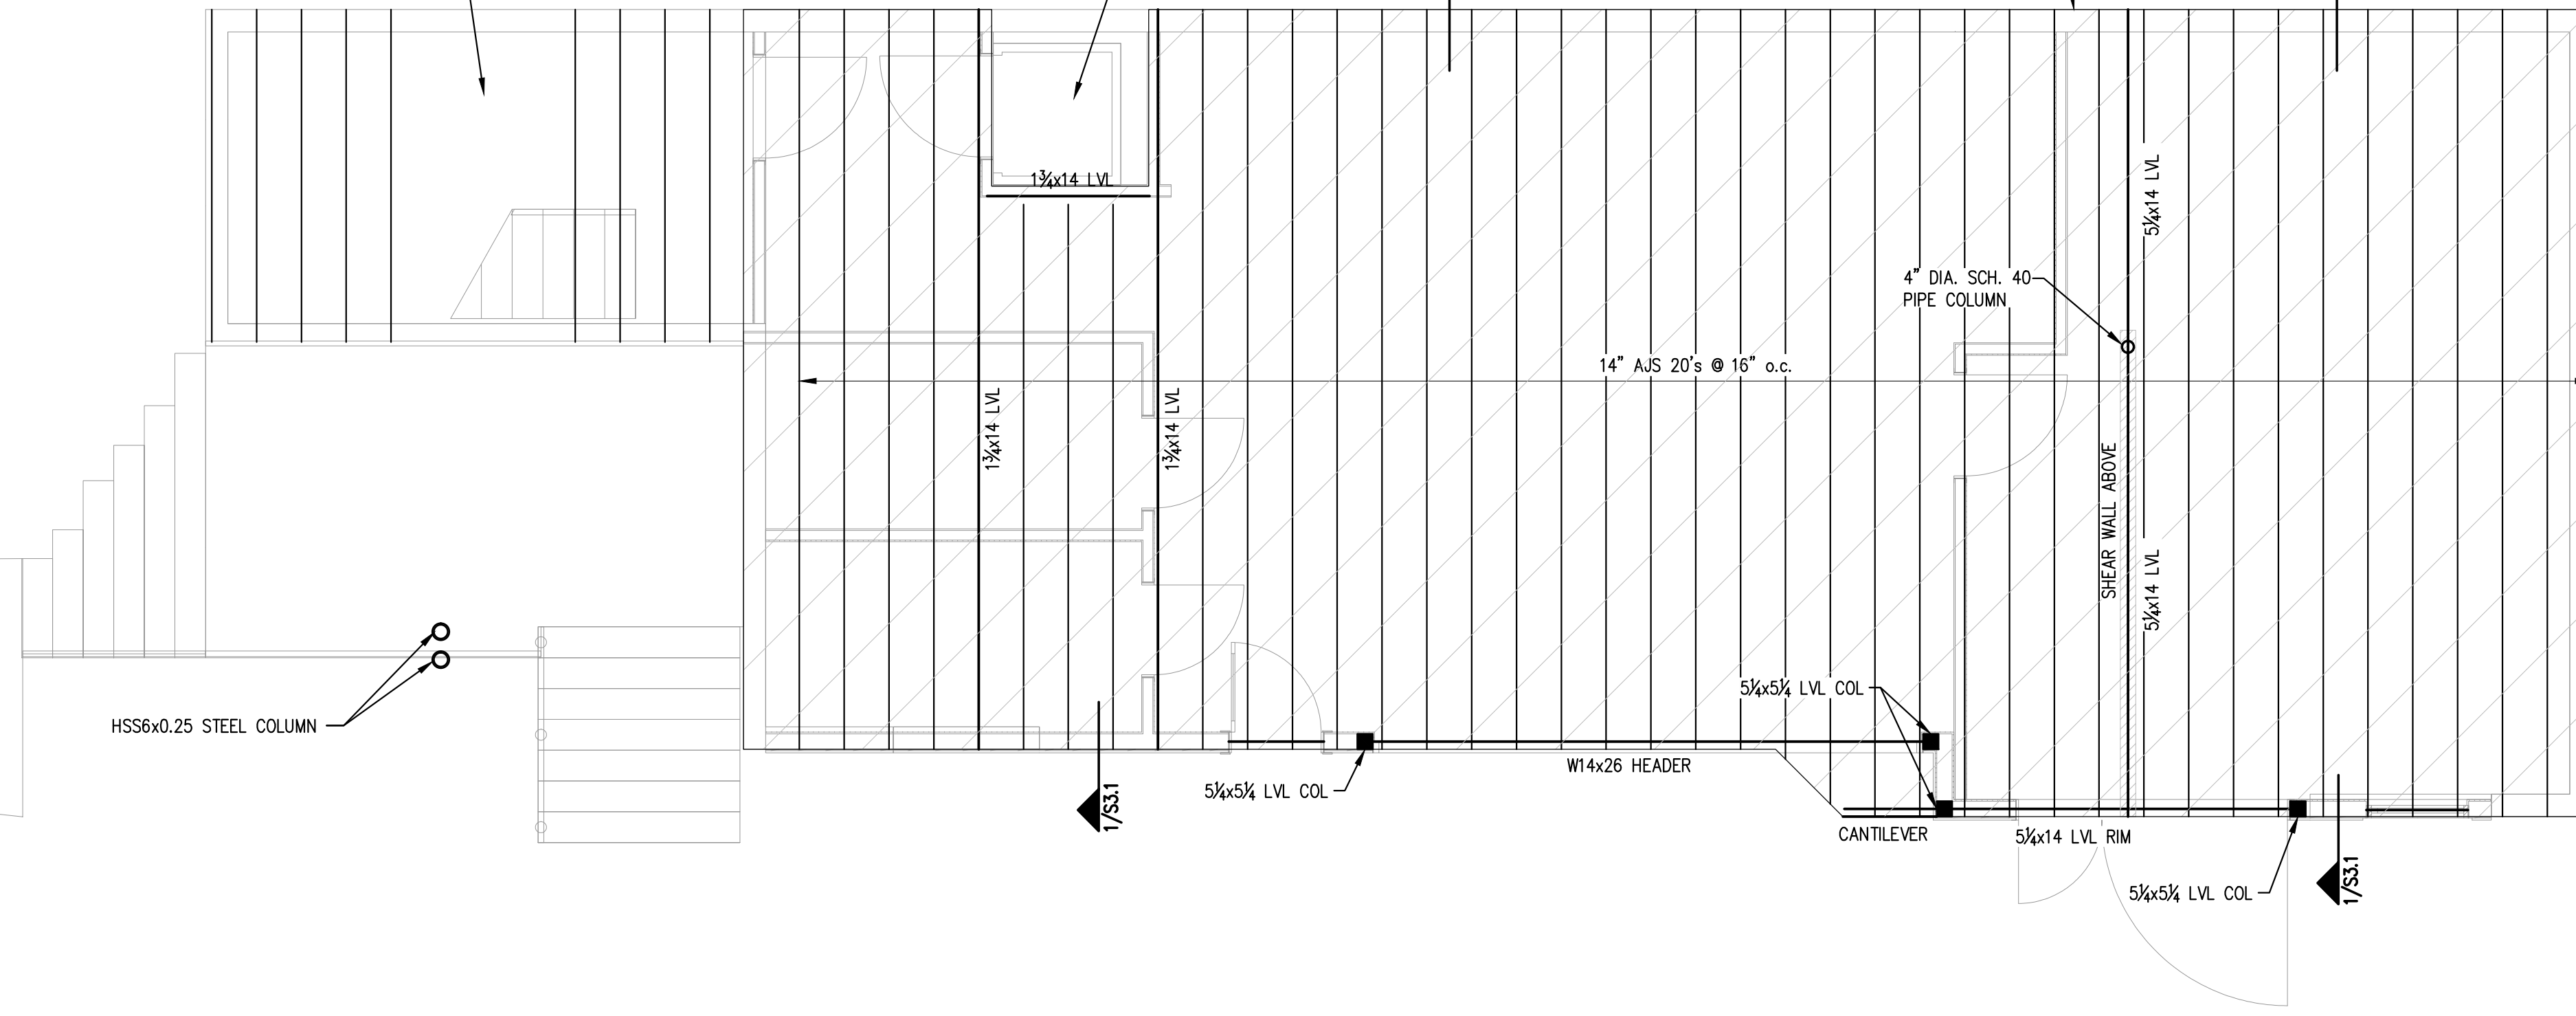 1¾x14 LVL
5¼x14 LVL
4" DIA. SCH. 40
PIPE COLUMN
14" AJS 20's @ 16" o.c.
1¾x14 LVL
1¾x14 LVL
SHEAR WALL ABOVE
5¼x14 LVL
HSS6x0.25 STEEL COLUMN
5¼x5¼ LVL COL
W14x26 HEADER
5¼x5¼ LVL COL
1/S3.1
CANTILEVER
5¼x14 LVL RIM
5¼x5¼ LVL COL
1/S3.1